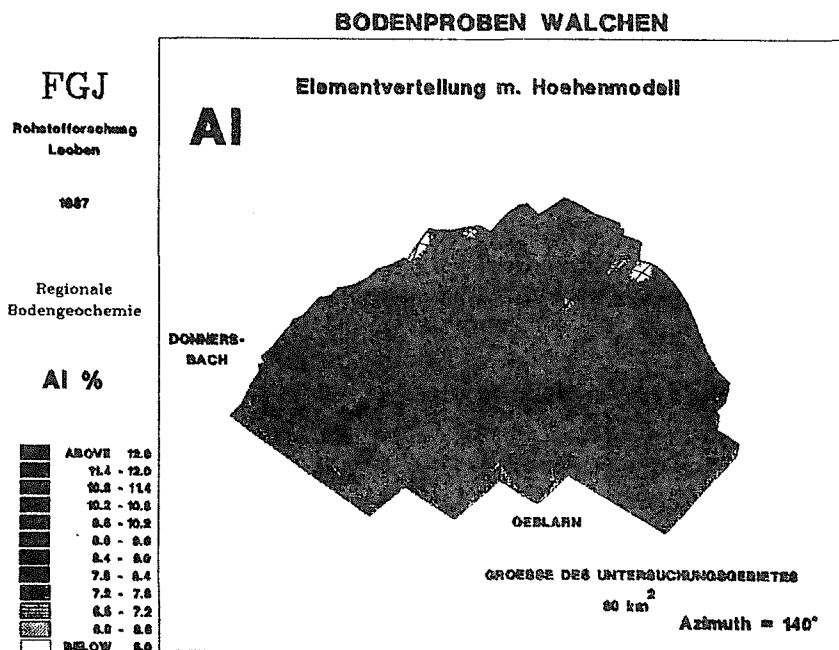 BODENPROBEN WALCHEN
FGJ
Rohstofforschung
Leoben
1987
Regionale
Bodengeochemie
Al %
ABOVE 12.0
11.4 - 12.0
10.8 - 11.4
10.2 - 10.8
9.6 - 10.2
9.0 - 9.6
8.4 - 9.0
7.8 - 8.4
7.2 - 7.8
6.6 - 7.2
6.0 - 6.6
BELOW 6.0
Elementverteilung m. Hoehenmodell
Al
DONNERS-
BACH
OEBLARN
GROESSE DES UNTERSUCHUNGSGEBIETES
80 km²
Azimuth = 140°